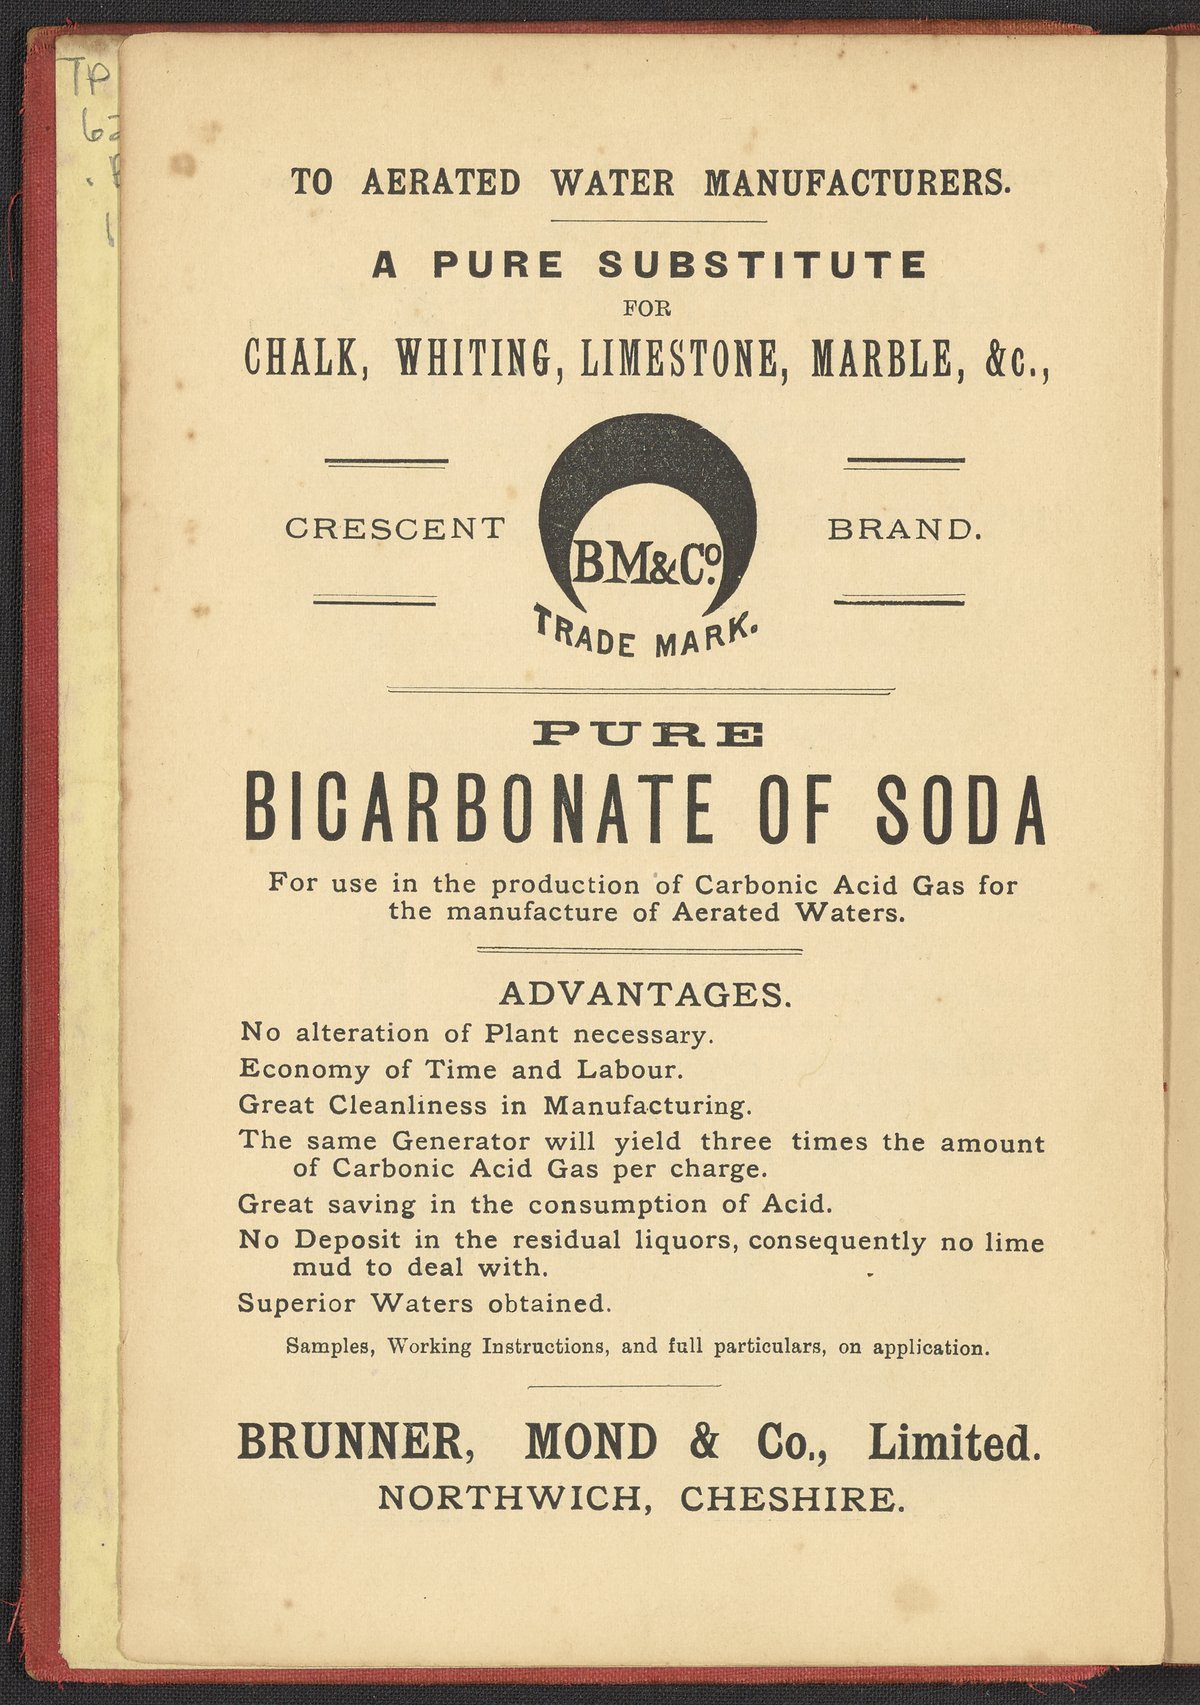 TP
TO AERATED WATER MANUFACTURERS.
A PURE SUBSTITUTE
FOR
CHALK, WHITING, LIMESTONE, MARBLE, &c.,
CRESCENT
BM&Co.
BRAND.
TRADE MARK.
PURE
BICARBONATE OF SODA
For use in the production of Carbonic Acid Gas for
the manufacture of Aerated Waters.
ADVANTAGES.
No alteration of Plant necessary.
Economy of Time and Labour.
Great Cleanliness in Manufacturing.
The same Generator will yield three times the amount
of Carbonic Acid Gas per charge.
Great saving in the consumption of Acid.
No Deposit in the residual liquors, consequently no lime
mud to deal with.
Superior Waters obtained.
Samples, Working Instructions, and full particulars, on application.
BRUNNER, MOND & Co., Limited.
NORTHWICH, CHESHIRE.